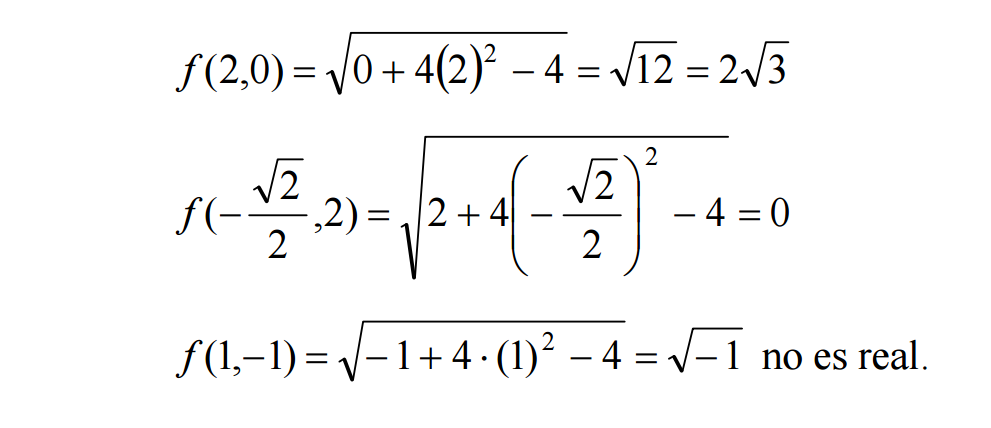 f(2,0) = √(0 + 4(2)² − 4) = √12 = 2√3
f(−√2/2 ,2) = √(2 + 4(−√2/2)² − 4) = 0
f(1,−1) = √(−1 + 4 · (1)² − 4) = √−1 no es real.